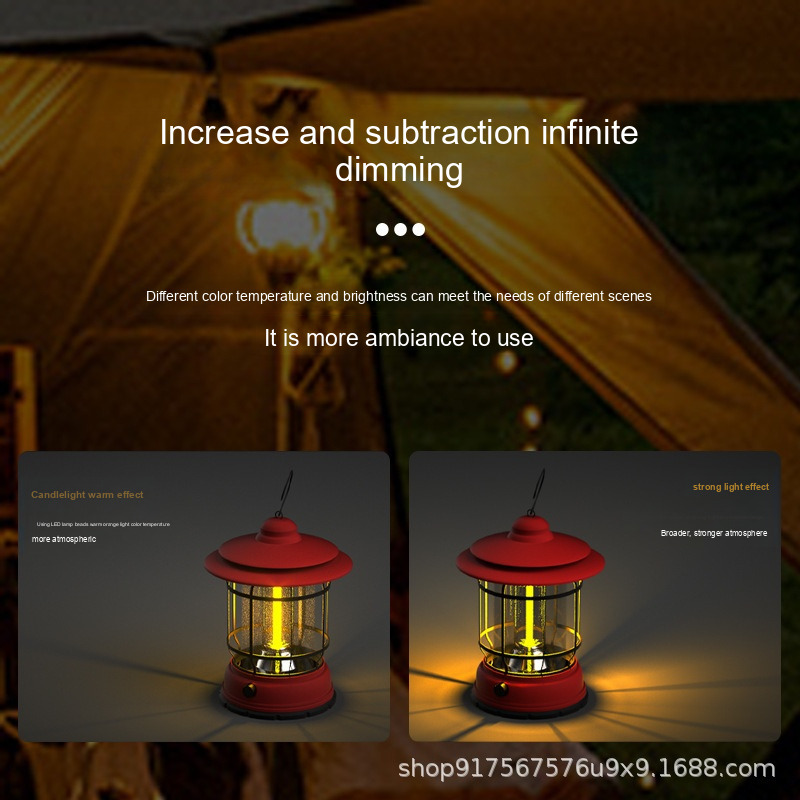 Increase and subtraction infinite
dimming
Different color temperature and brightness can meet the needs of different scenes
It is more ambiance to use
Candlelight warm effect
Using LED lamp beads warm orange light color temperature
more atmospheric
strong light effect
Broader, stronger atmosphere
shop917567576u9x9.1688.com